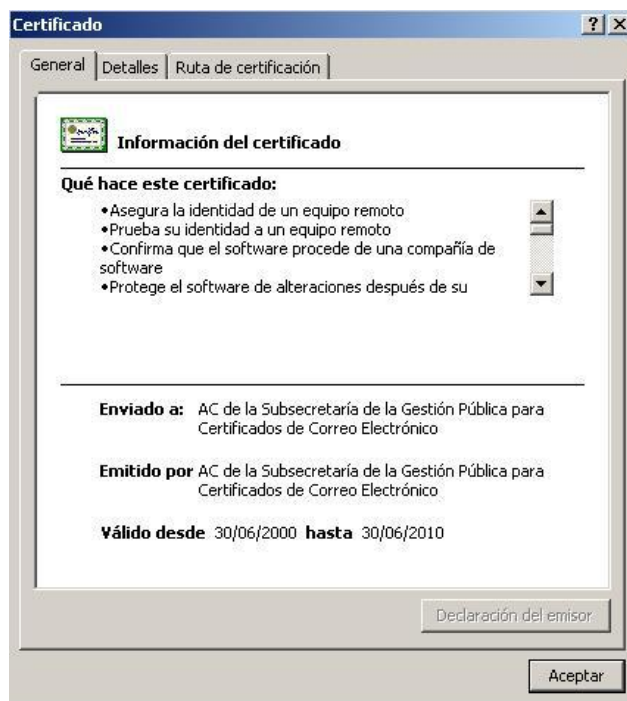 Certificado
General Detalles Ruta de certificación
Información del certificado
Qué hace este certificado:
•Asegura la identidad de un equipo remoto
•Prueba su identidad a un equipo remoto
•Confirma que el software procede de una compañía de
software
•Protege el software de alteraciones después de su
Enviado a: AC de la Subsecretaría de la Gestión Pública para
Certificados de Correo Electrónico
Emitido por AC de la Subsecretaría de la Gestión Pública para
Certificados de Correo Electrónico
Válido desde 30/06/2000 hasta 30/06/2010
Declaración del emisor
Aceptar